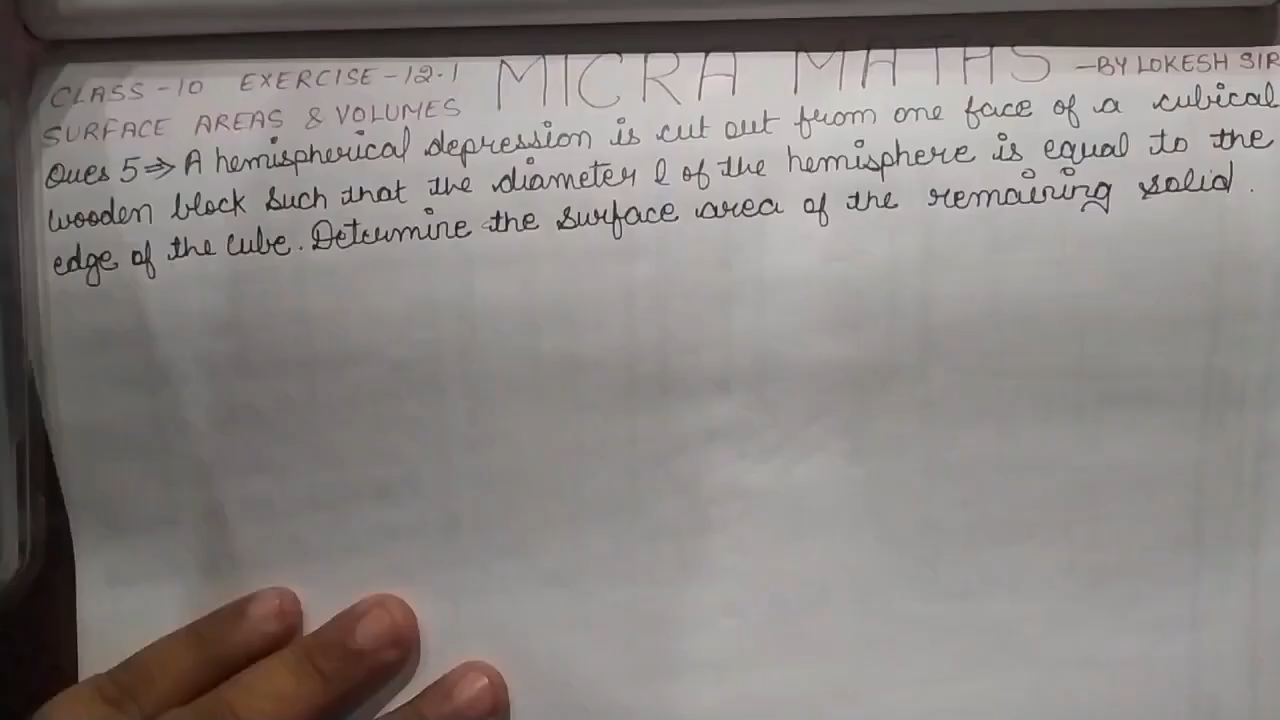 CLASS-10 EXERCISE-12.1 MICRA MATHS -BY LOKESH SIR
SURFACE AREAS & VOLUMES
Ques 5⇒ A hemispherical depression is cut out from one face of a cubical
wooden block such that the diameter l of the hemisphere is equal to the
edge of the cube. Determine the surface area of the remaining solid.